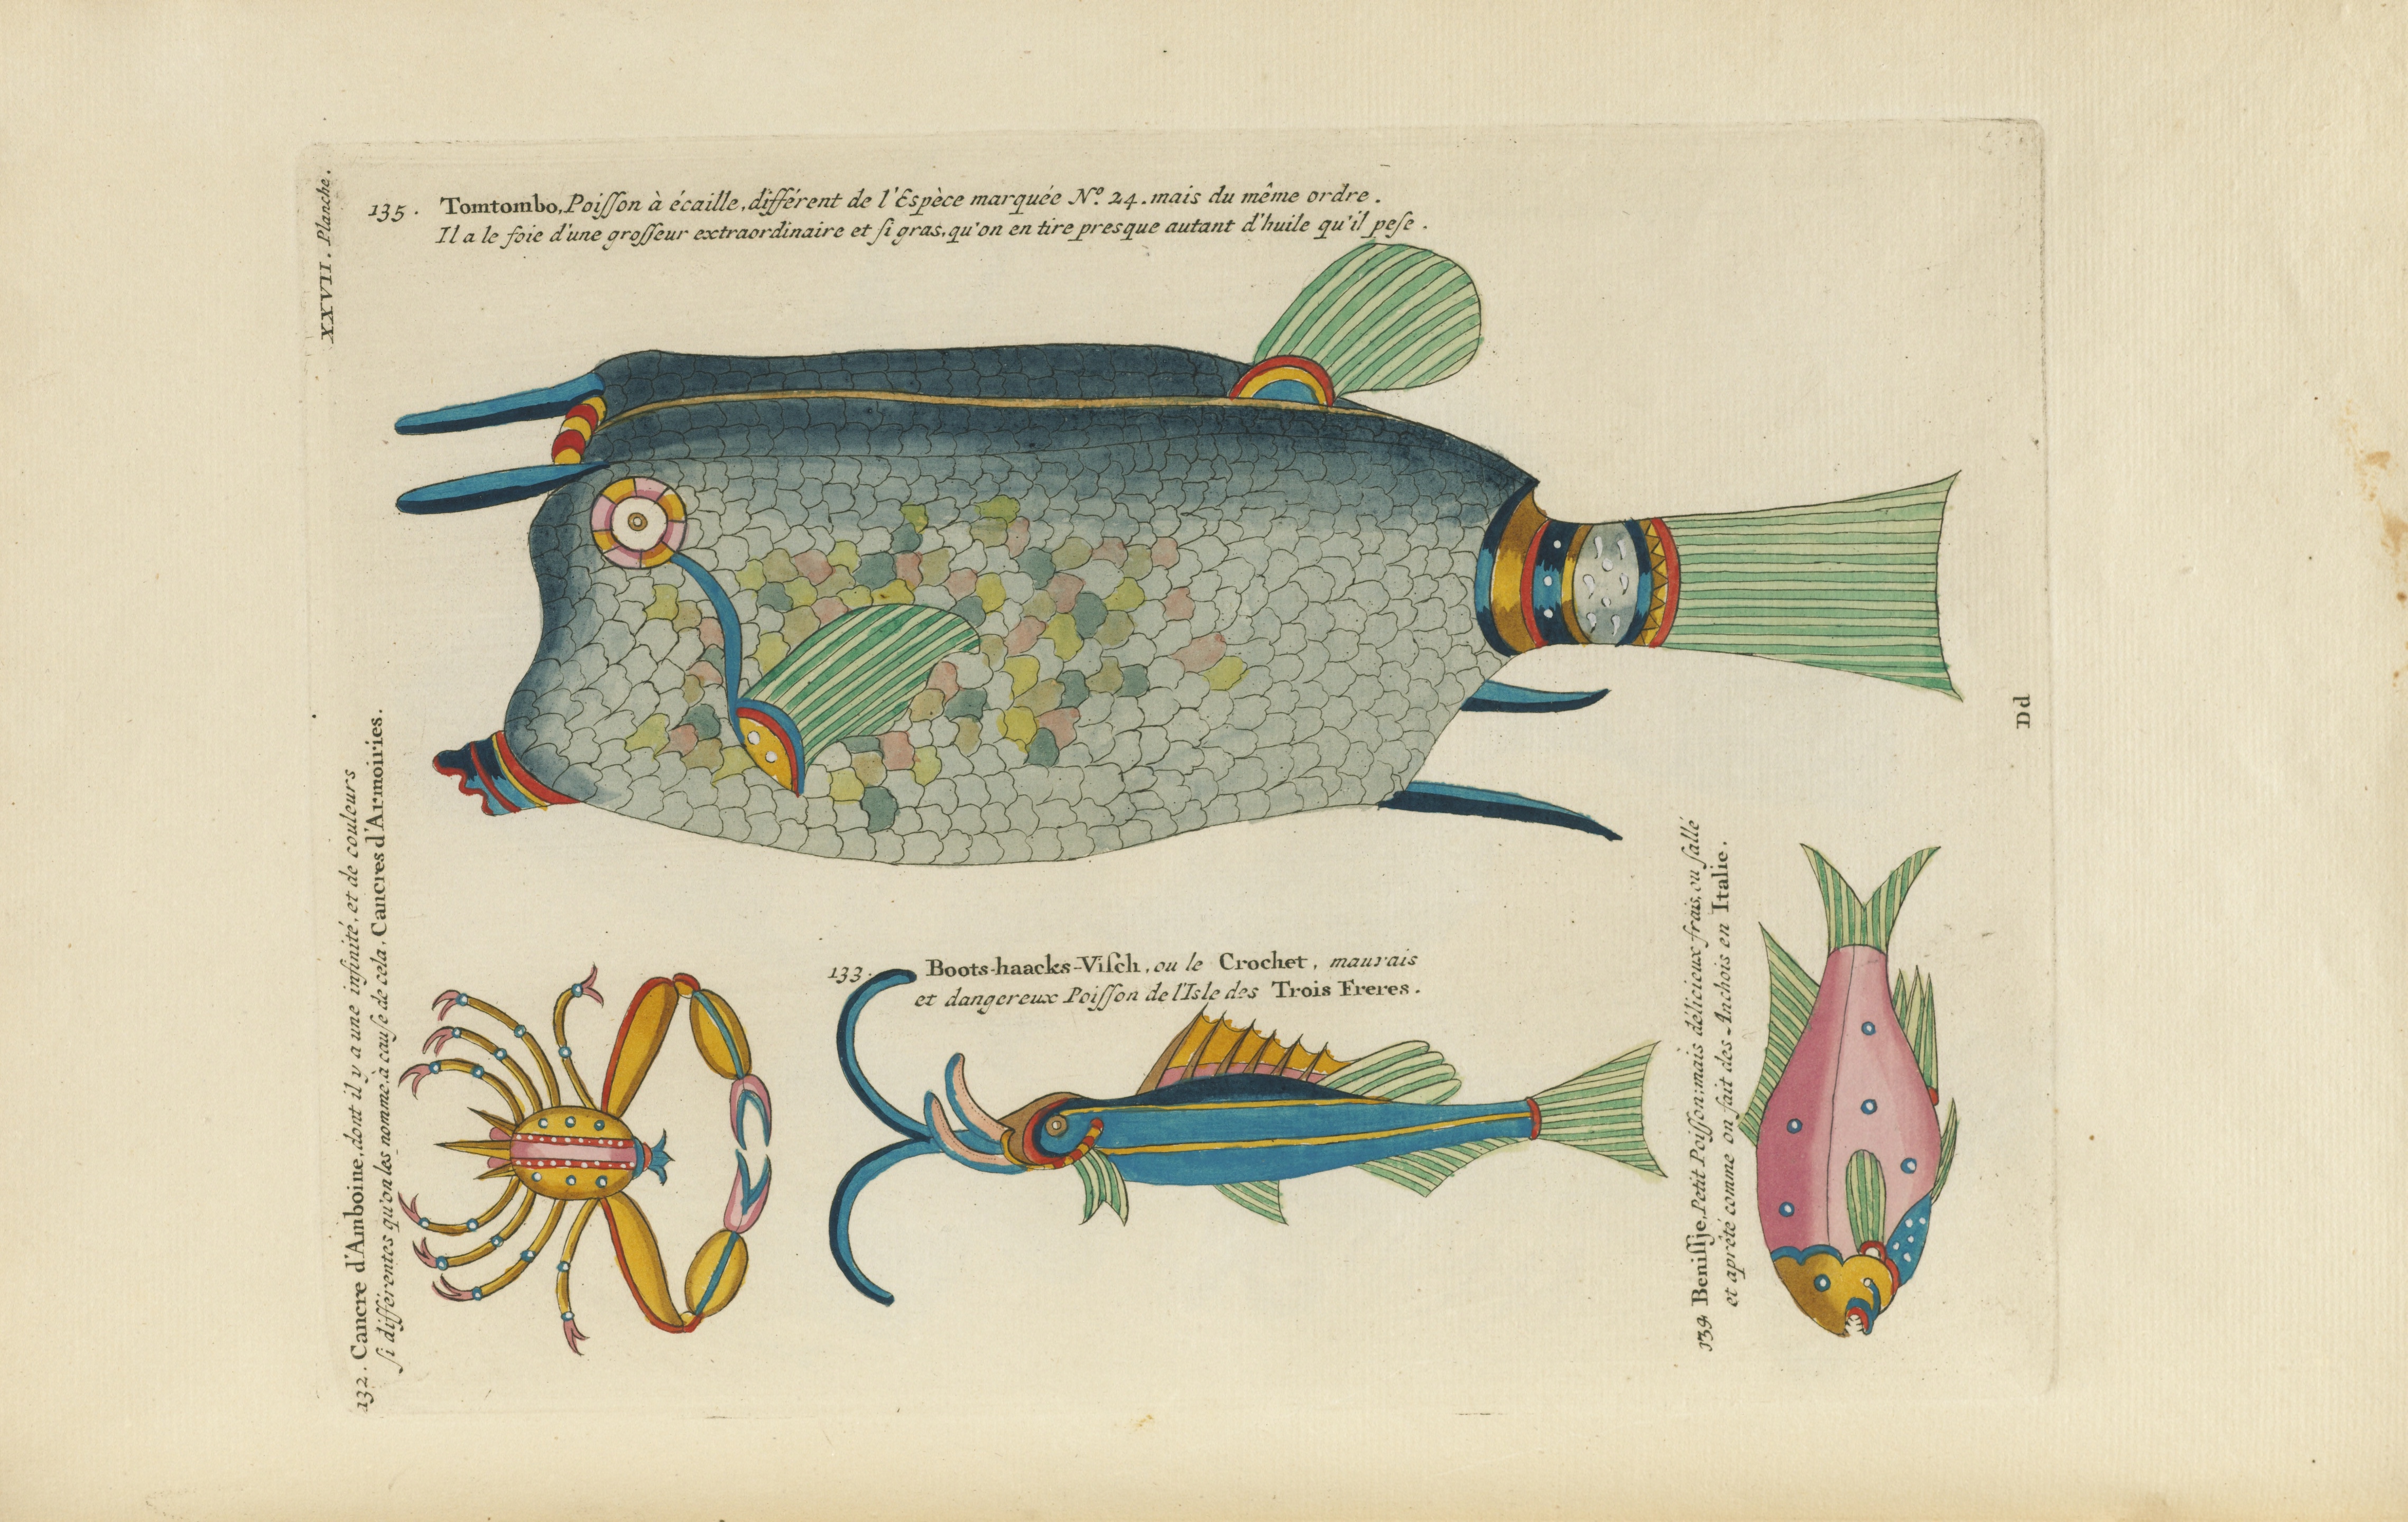 XXVII. Planche.
135. Tomtombo, Poiſſon à écaille, différent de l'Espèce marquée Nº. 24. mais du même ordre.
Il a le foie d'une groſſeur extraordinaire et ſi gras, qu'on en tire presque autant d'huile qu'il peſe.
132. Cancre d'Amboine, dont il y a une infinité, et de couleurs
ſi différentes qu'on les nomme, à cauſe de cela, Cancres d'Armoiries.
133. Boots-haacks-Viſch, ou le Crochet, mauvais
et dangereux Poiſſon de l'Isle des Trois Freres.
134 Beniſſje, Petit Poiſſon; mais délicieux frais, ou ſallé
et aprêté comme on fait des Anchois en Italie.
Dd